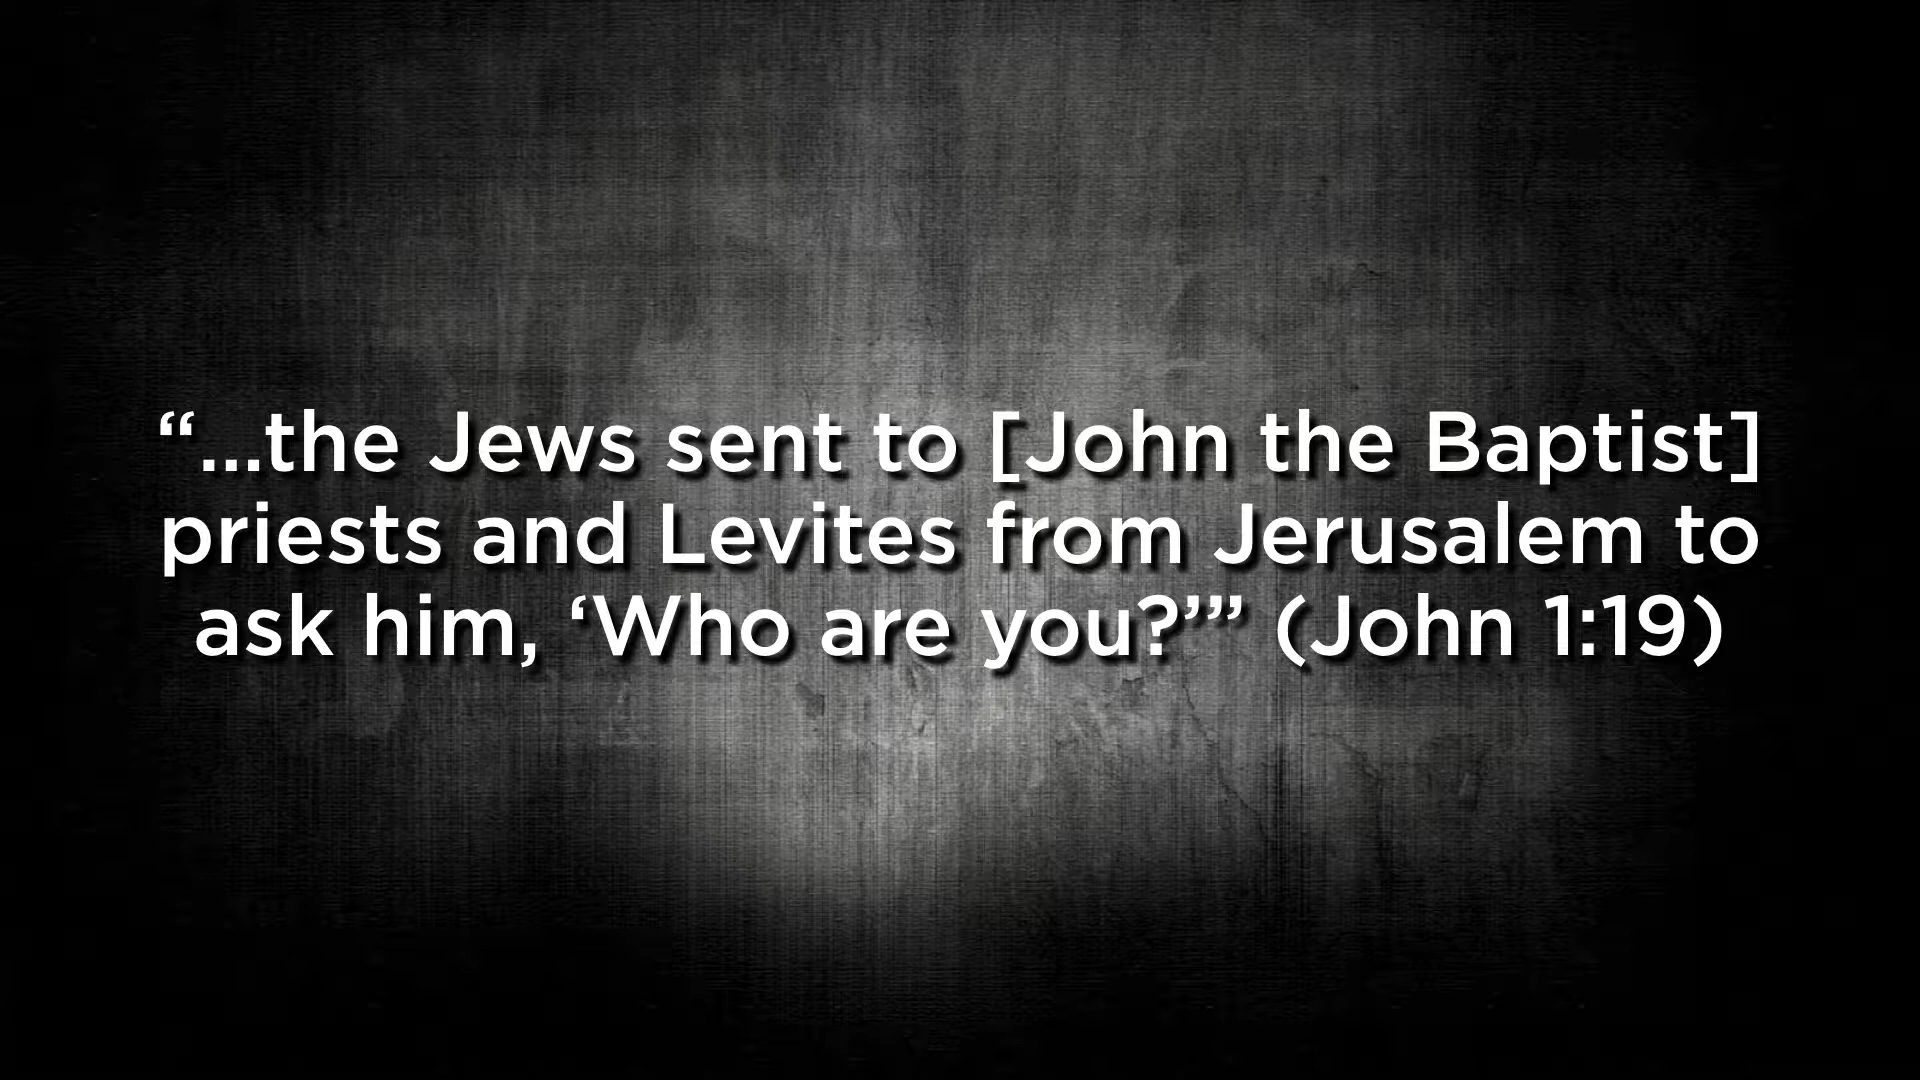 “...the Jews sent to [John the Baptist]
priests and Levites from Jerusalem to
ask him, ‘Who are you?’” (John 1:19)